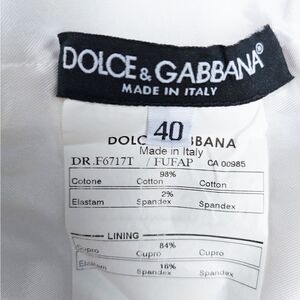 DOLCE & GABBANA®
MADE IN ITALY
40
DOLC BBANA
Made in Italy
DR.F6717T / FUFAP CA 00985
98%
Cotone Cotton Cotton
2%
Elastam Spandex Spandex
LINING
84%
Cupro Cupro Cupro
16%
Elastam Spandex Spandex